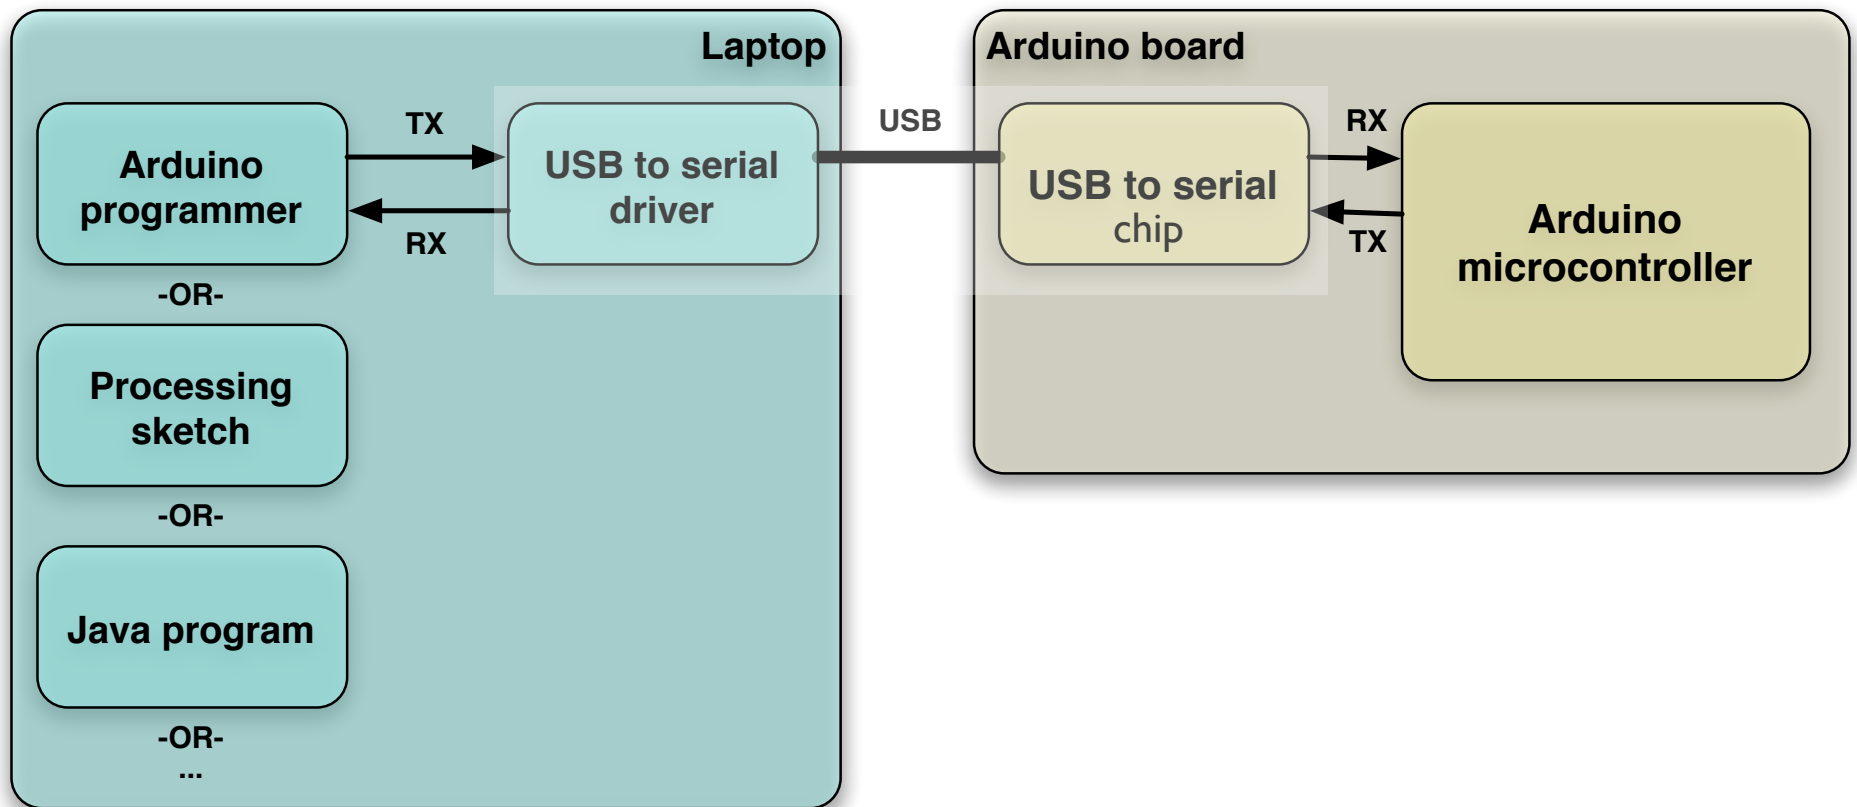 Laptop
Arduino
programmer
TX
RX
USB to serial
driver
-OR-
Processing
sketch
-OR-
Java program
-OR-
...
USB
Arduino board
USB to serial
chip
RX
TX
Arduino
microcontroller